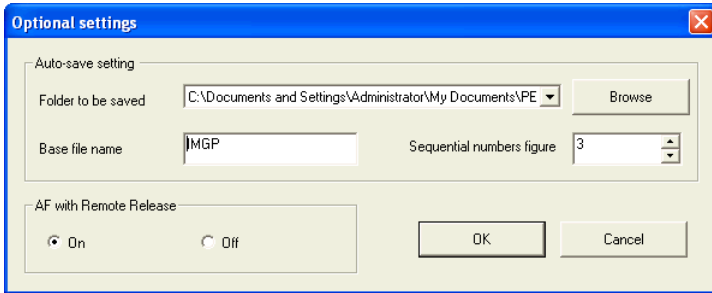 Optional settings
Auto-save setting
Folder to be saved
C:\Documents and Settings\Administrator\My Documents\PE
Browse
Base file name
IMGP
Sequential numbers figure
3
AF with Remote Release
On
Off
OK
Cancel